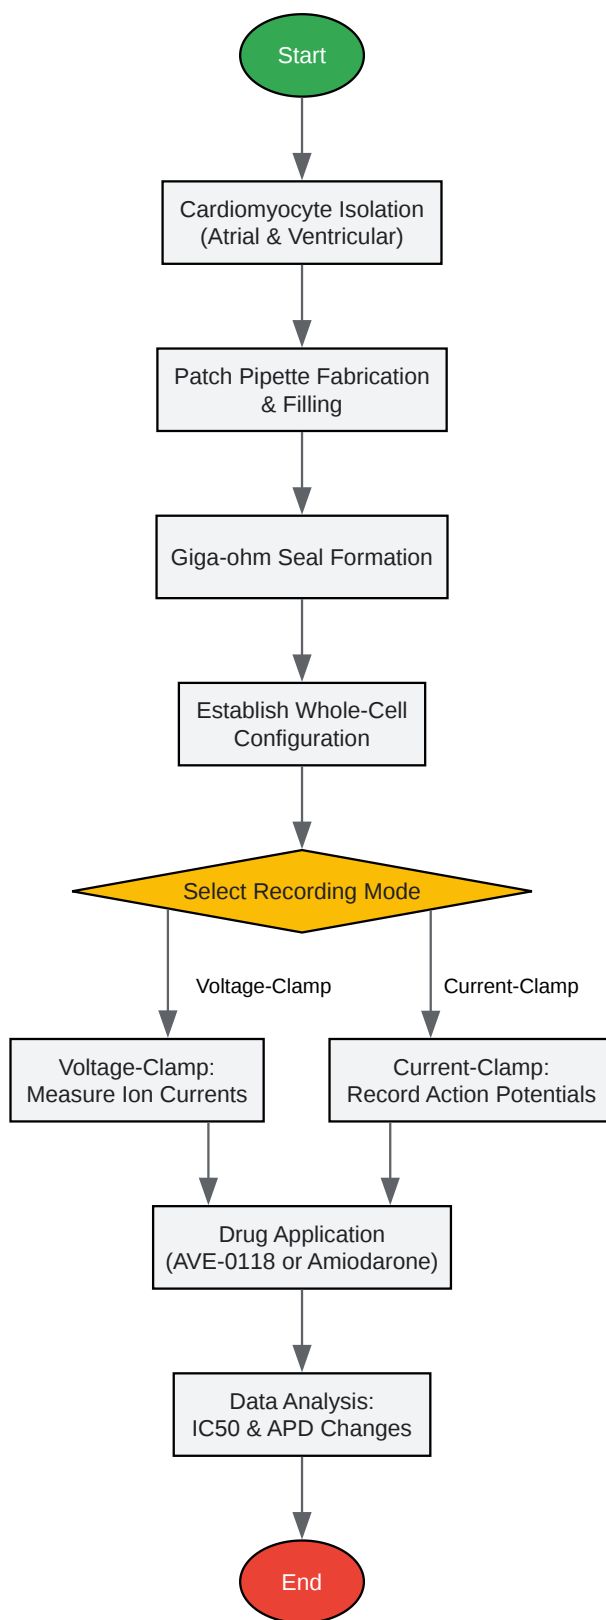 Start
Cardiomyocyte Isolation
(Atrial & Ventricular)
Patch Pipette Fabrication
& Filling
Giga-ohm Seal Formation
Establish Whole-Cell
Configuration
Select Recording Mode
Voltage-Clamp
Current-Clamp
Voltage-Clamp:
Measure Ion Currents
Current-Clamp:
Record Action Potentials
Drug Application
(AVE-0118 or Amiodarone)
Data Analysis:
IC50 & APD Changes
End